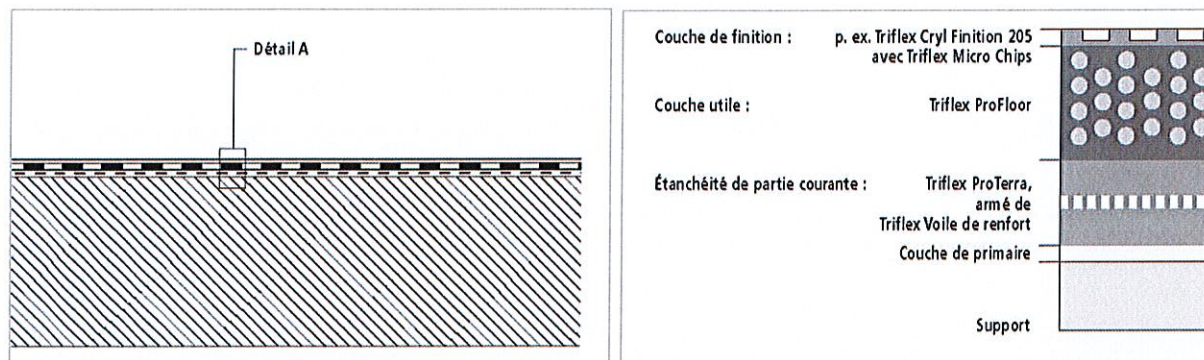 Détail A
Couche de finition : p. ex. Triflex Cryl Finition 205
avec Triflex Micro Chips
Couche utile : Triflex ProFloor
Étanchéité de partie courante : Triflex ProTerra,
armé de
Triflex Voile de renfort
Couche de primaire
Support